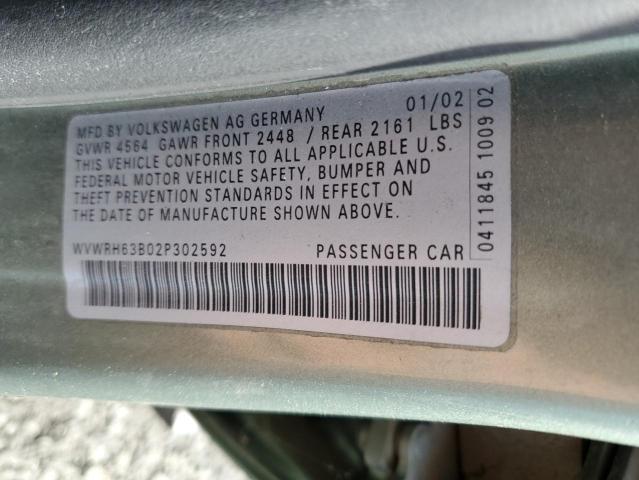 MFD BY VOLKSWAGEN AG GERMANY 01/02
GVWR 4564 GAWR FRONT 2448 / REAR 2161 LBS
THIS VEHICLE CONFORMS TO ALL APPLICABLE U.S.
FEDERAL MOTOR VEHICLE SAFETY, BUMPER AND
THEFT PREVENTION STANDARDS IN EFFECT ON
THE DATE OF MANUFACTURE SHOWN ABOVE.
WVWRH63B02P302592 PASSENGER CAR
0411845 1009 02